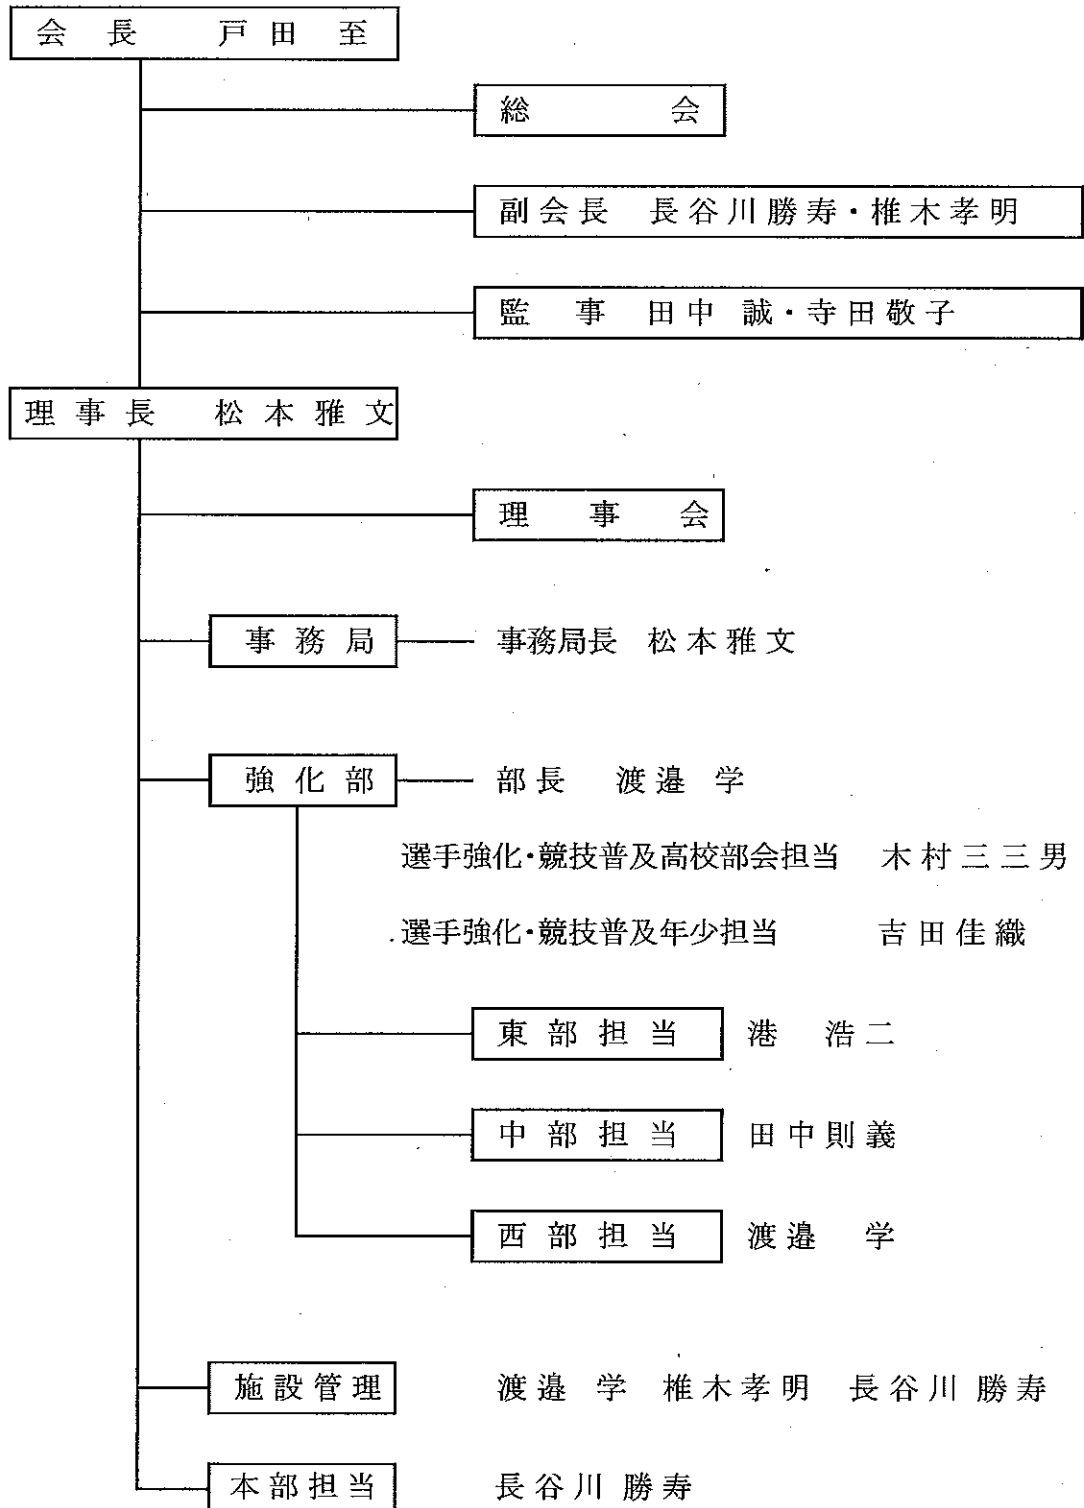 会長 戸田至
総会
副会長 長谷川勝寿・椎木孝明
監事 田中 誠・寺田敬子
理事長 松本雅文
理事会
事務局 事務局長 松本雅文
強化部 部長 渡邉 学
選手強化・競技普及高校部会担当 木村三三男
選手強化・競技普及年少担当 吉田佳織
東部担当 港 浩二
中部担当 田中則義
西部担当 渡邉 学
施設管理 渡邉 学 椎木孝明 長谷川 勝寿
本部担当 長谷川 勝寿